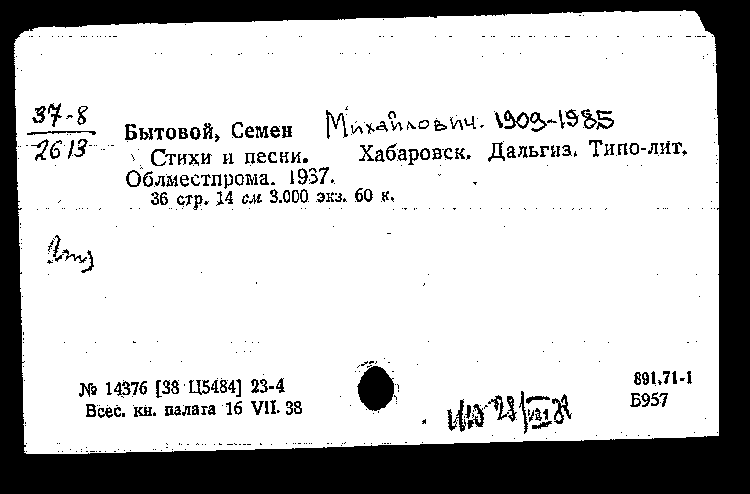 37-8
2613
Бытовой, Семен Михайлович. 1909-1985
Стихи и песни. Хабаровск. Дальгиз. Типо-лит.
Облместпрома. 1937.
36 стр. 14 см 3.000 экз. 60 к.
№ 14376 [38 Ц5484] 23-4
Всес. кн. палата 16 VII. 38
891.71-1
Б957